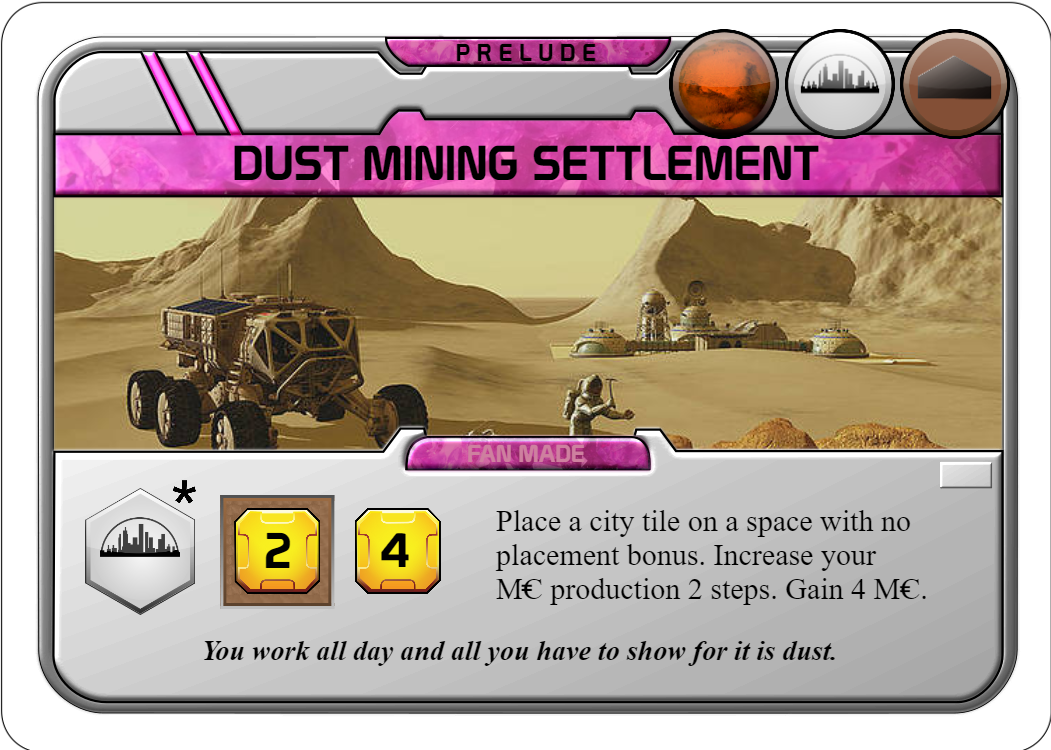 PRELUDE
DUST MINING SETTLEMENT
FAN MADE
*
2
4
Place a city tile on a space with no
placement bonus. Increase your
M€ production 2 steps. Gain 4 M€.
You work all day and all you have to show for it is dust.